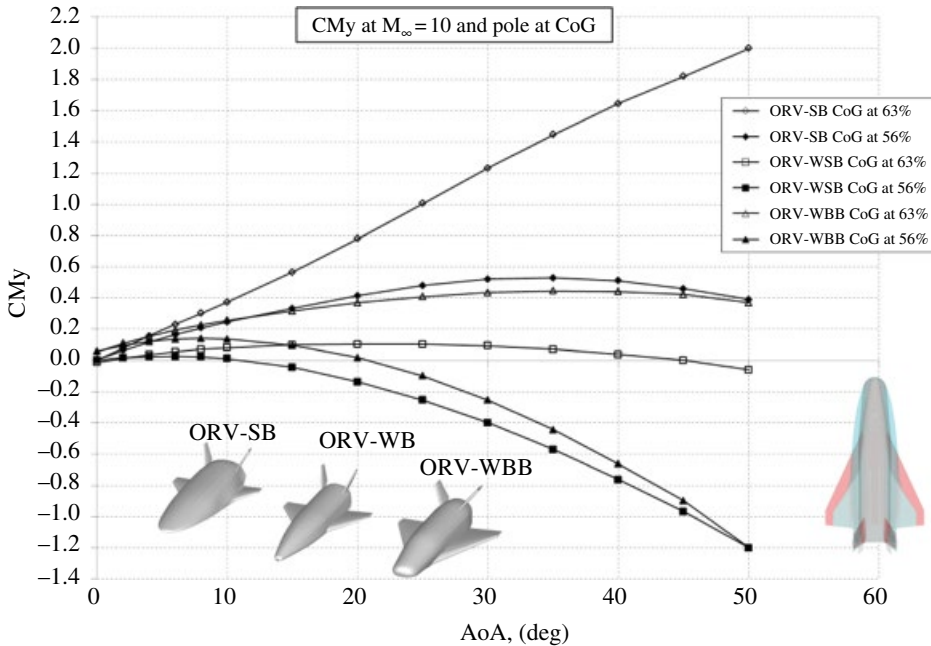 CMy at M∞ = 10 and pole at CoG
2.2
2.0
1.8
1.6
1.4
1.2
1.0
0.8
0.6
0.4
0.2
0.0
–0.2
–0.4
–0.6
–0.8
–1.0
–1.2
–1.4
CMy
ORV-SB CoG at 63%
ORV-SB CoG at 56%
ORV-WSB CoG at 63%
ORV-WSB CoG at 56%
ORV-WBB CoG at 63%
ORV-WBB CoG at 56%
ORV-SB
ORV-WB
ORV-WBB
0 10 20 30 40 50 60
AoA, (deg)